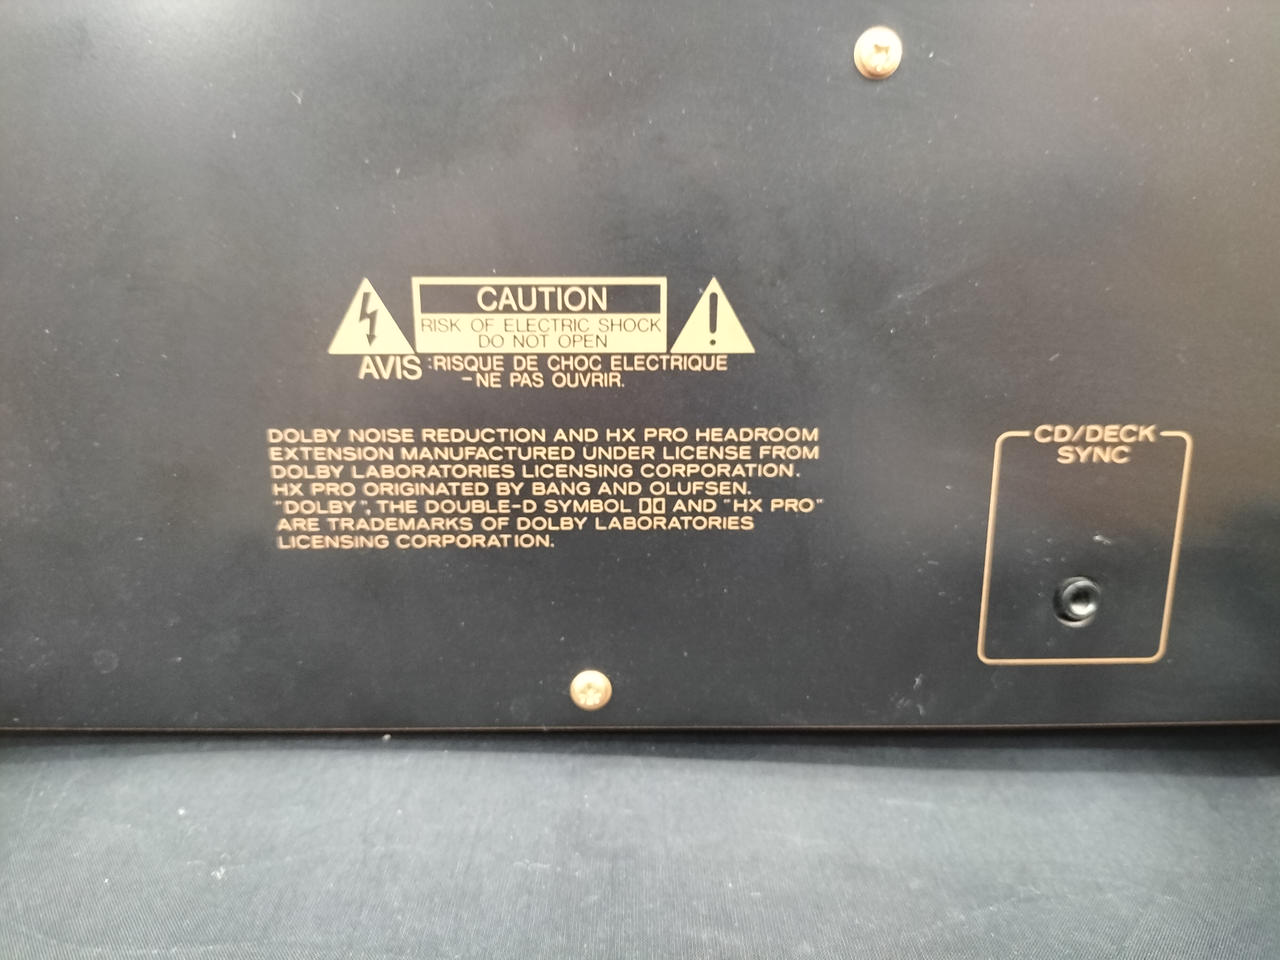 CAUTION
RISK OF ELECTRIC SHOCK
DO NOT OPEN
AVIS :RISQUE DE CHOC ELECTRIQUE
-NE PAS OUVRIR.
DOLBY NOISE REDUCTION AND HX PRO HEADROOM
EXTENSION MANUFACTURED UNDER LICENSE FROM
DOLBY LABORATORIES LICENSING CORPORATION.
HX PRO ORIGINATED BY BANG AND OLUFSEN.
"DOLBY", THE DOUBLE-D SYMBOL AND "HX PRO"
ARE TRADEMARKS OF DOLBY LABORATORIES
LICENSING CORPORATION.
CD/DECK
SYNC